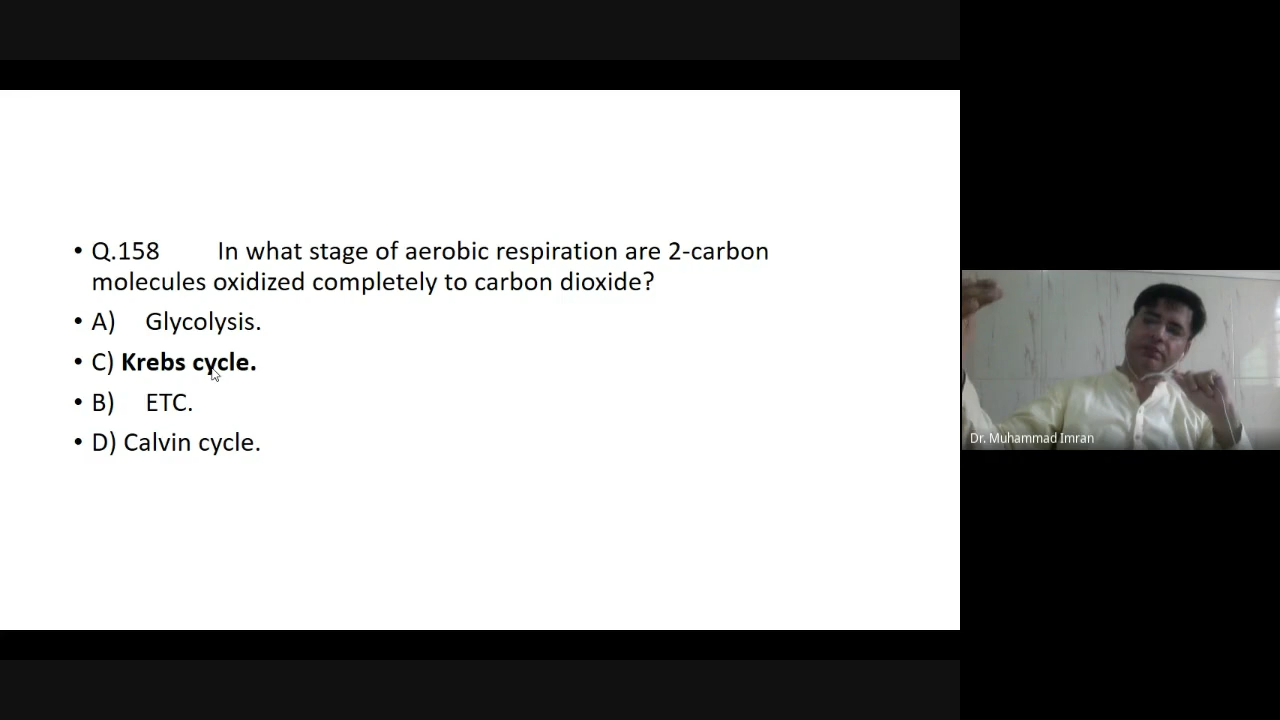 • Q.158 In what stage of aerobic respiration are 2-carbon
molecules oxidized completely to carbon dioxide?
• A) Glycolysis.
• C) Krebs cycle.
• B) ETC.
• D) Calvin cycle.
Dr. Muhammad Imran